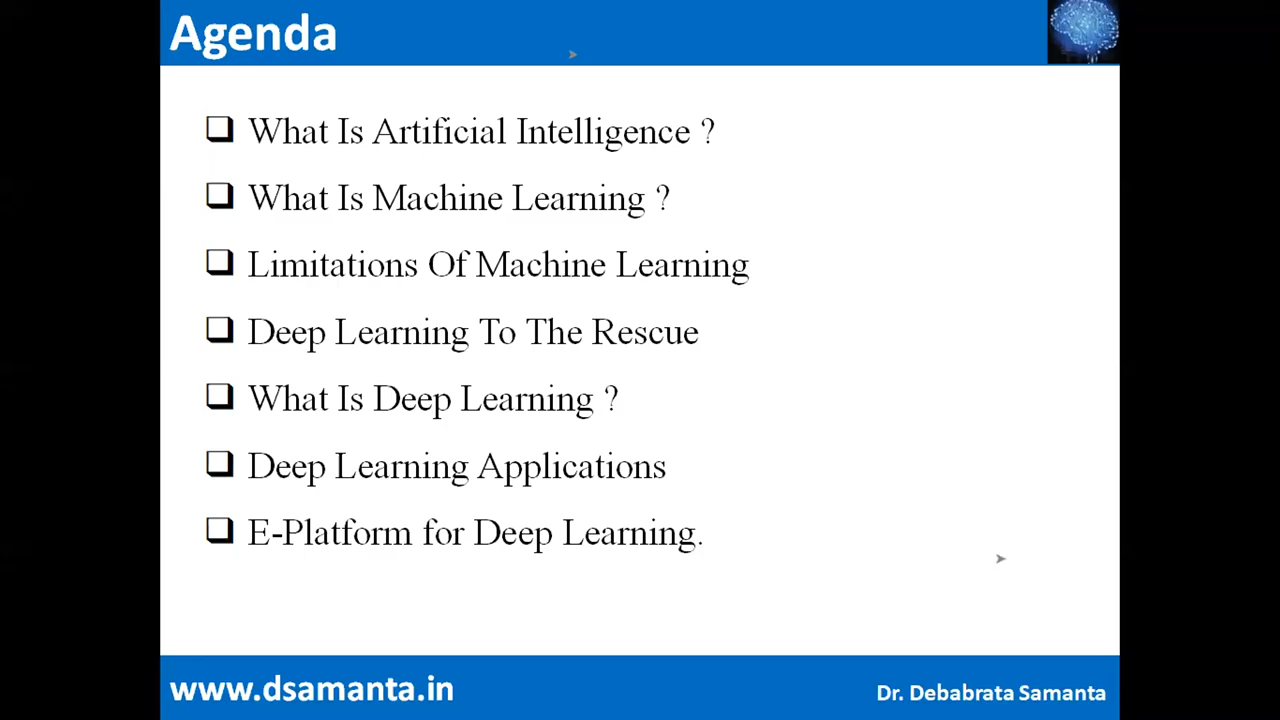 Agenda
What Is Artificial Intelligence ?
What Is Machine Learning ?
Limitations Of Machine Learning
Deep Learning To The Rescue
What Is Deep Learning ?
Deep Learning Applications
E-Platform for Deep Learning.
www.dsamanta.in
Dr. Debabrata Samanta